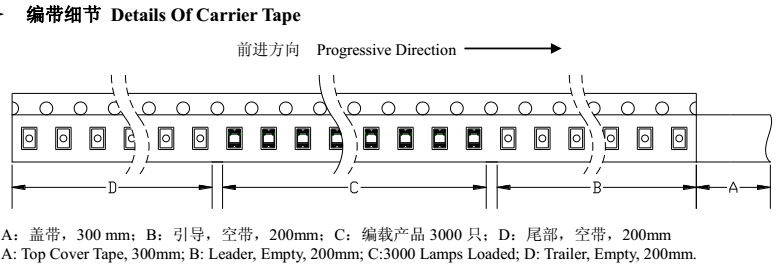 编带细节 Details Of Carrier Tape
前进方向 Progressive Direction
D
C
B
A
A：盖带，300 mm；B：引导，空带，200mm；C：编载产品 3000 只；D：尾部，空带，200mm
A: Top Cover Tape, 300mm; B: Leader, Empty, 200mm; C:3000 Lamps Loaded; D: Trailer, Empty, 200mm.